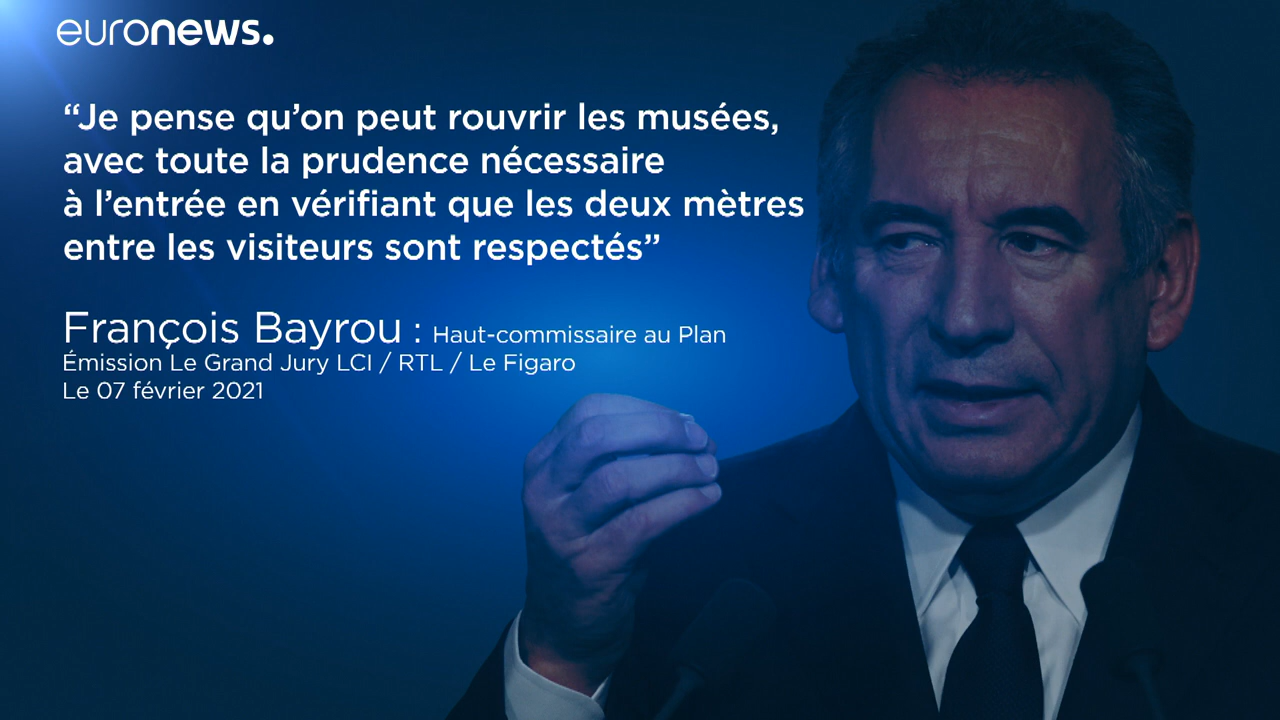 euronews.
“Je pense qu’on peut rouvrir les musées,
avec toute la prudence nécessaire
à l’entrée en vérifiant que les deux mètres
entre les visiteurs sont respectés”
François Bayrou : Haut-commissaire au Plan
Émission Le Grand Jury LCI / RTL / Le Figaro
Le 07 février 2021